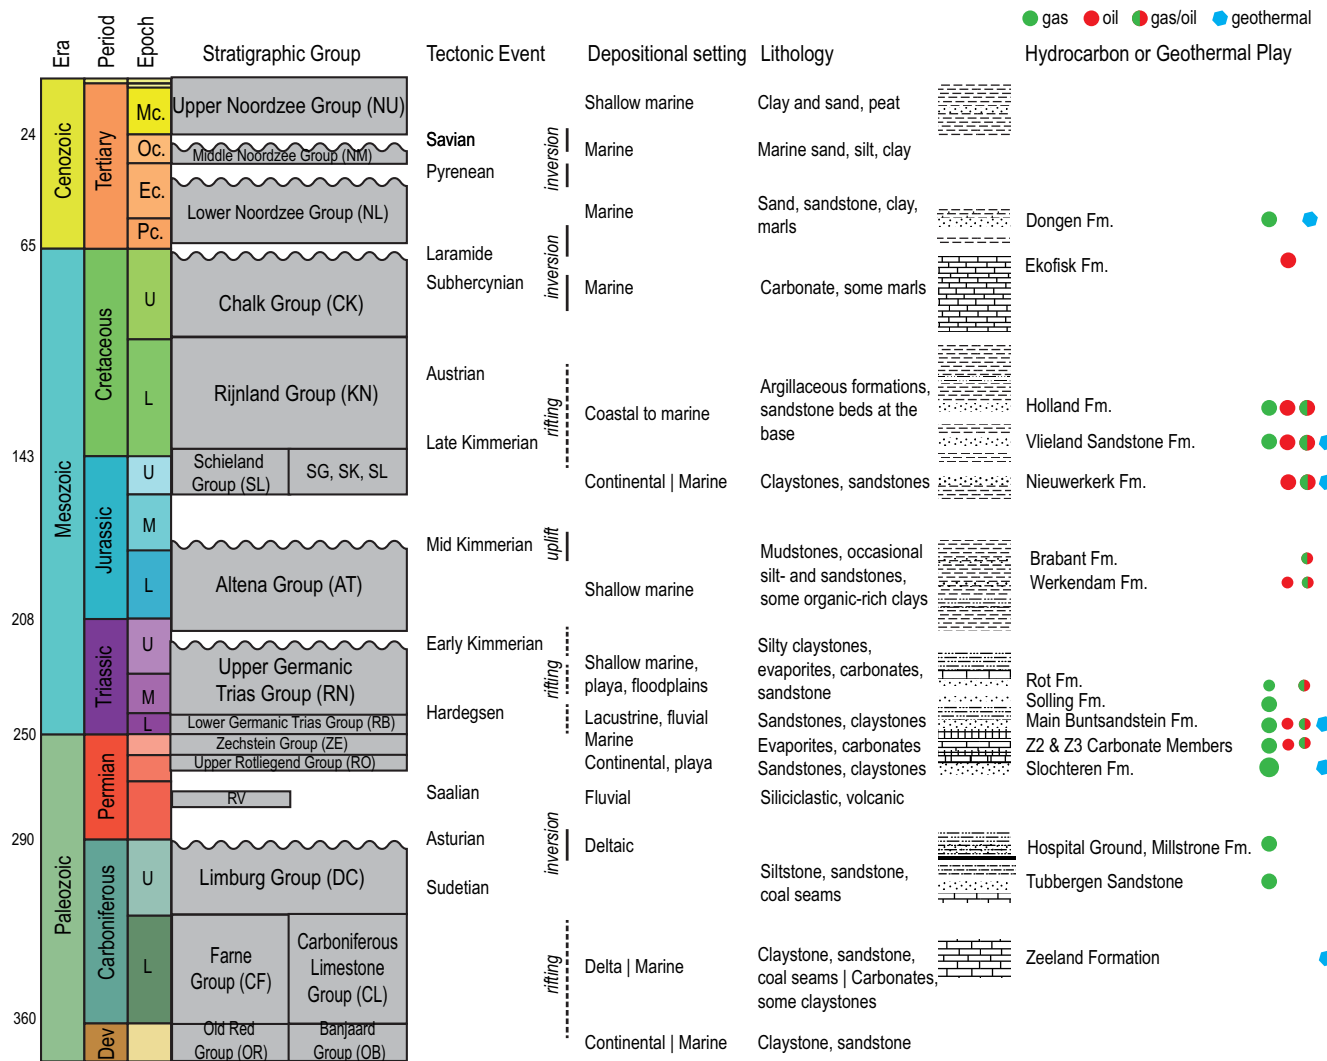 gas oil gas/oil geothermal
Era Period Epoch Stratigraphic Group Tectonic Event Depositional setting Lithology Hydrocarbon or Geothermal Play
Cenozoic
Mesozoic
Paleozoic
Tertiary
Cretaceous
Jurassic
Triassic
Permian
Carboniferous
Dev
24
65
143
208
250
290
360
Mc.
Oc.
Ec.
Pc.
U
L
U
M
L
U
M
L
U
L
Upper Noordzee Group (NU)
Middle Noordzee Group (NM)
Lower Noordzee Group (NL)
Chalk Group (CK)
Rijnland Group (KN)
Schieland
Group (SL)
SG, SK, SL
Altena Group (AT)
Upper Germanic
Trias Group (RN)
Lower Germanic Trias Group (RB)
Zechstein Group (ZE)
Upper Rotliegend Group (RO)
RV
Limburg Group (DC)
Farne
Group (CF)
Carboniferous
Limestone
Group (CL)
Old Red
Group (OR)
Banjaard
Group (OB)
Savian
Pyrenean
Laramide
Subhercynian
Austrian
Late Kimmerian
Mid Kimmerian
Early Kimmerian
Hardegsen
Saalian
Asturian
Sudetian
inversion
inversion
rifting
uplift
rifting
inversion
rifting
Shallow marine
Marine
Marine
Marine
Coastal to marine
Continental | Marine
Shallow marine
Shallow marine,
playa, floodplains
Lacustrine, fluvial
Marine
Continental, playa
Fluvial
Deltaic
Delta | Marine
Continental | Marine
Clay and sand, peat
Marine sand, silt, clay
Sand, sandstone, clay,
marls
Carbonate, some marls
Argillaceous formations,
sandstone beds at the
base
Claystones, sandstones
Mudstones, occasional
silt- and sandstones,
some organic-rich clays
Silty claystones,
evaporites, carbonates,
sandstone
Sandstones, claystones
Evaporites, carbonates
Sandstones, claystones
Siliciclastic, volcanic
Siltstone, sandstone,
coal seams
Claystone, sandstone,
coal seams | Carbonates,
some claystones
Claystone, sandstone
Dongen Fm.
Ekofisk Fm.
Holland Fm.
Vlieland Sandstone Fm.
Nieuwerkerk Fm.
Brabant Fm.
Werkendam Fm.
Rot Fm.
Solling Fm.
Main Buntsandstein Fm.
Z2 & Z3 Carbonate Members
Slochteren Fm.
Hospital Ground, Millstrone Fm.
Tubbergen Sandstone
Zeeland Formation